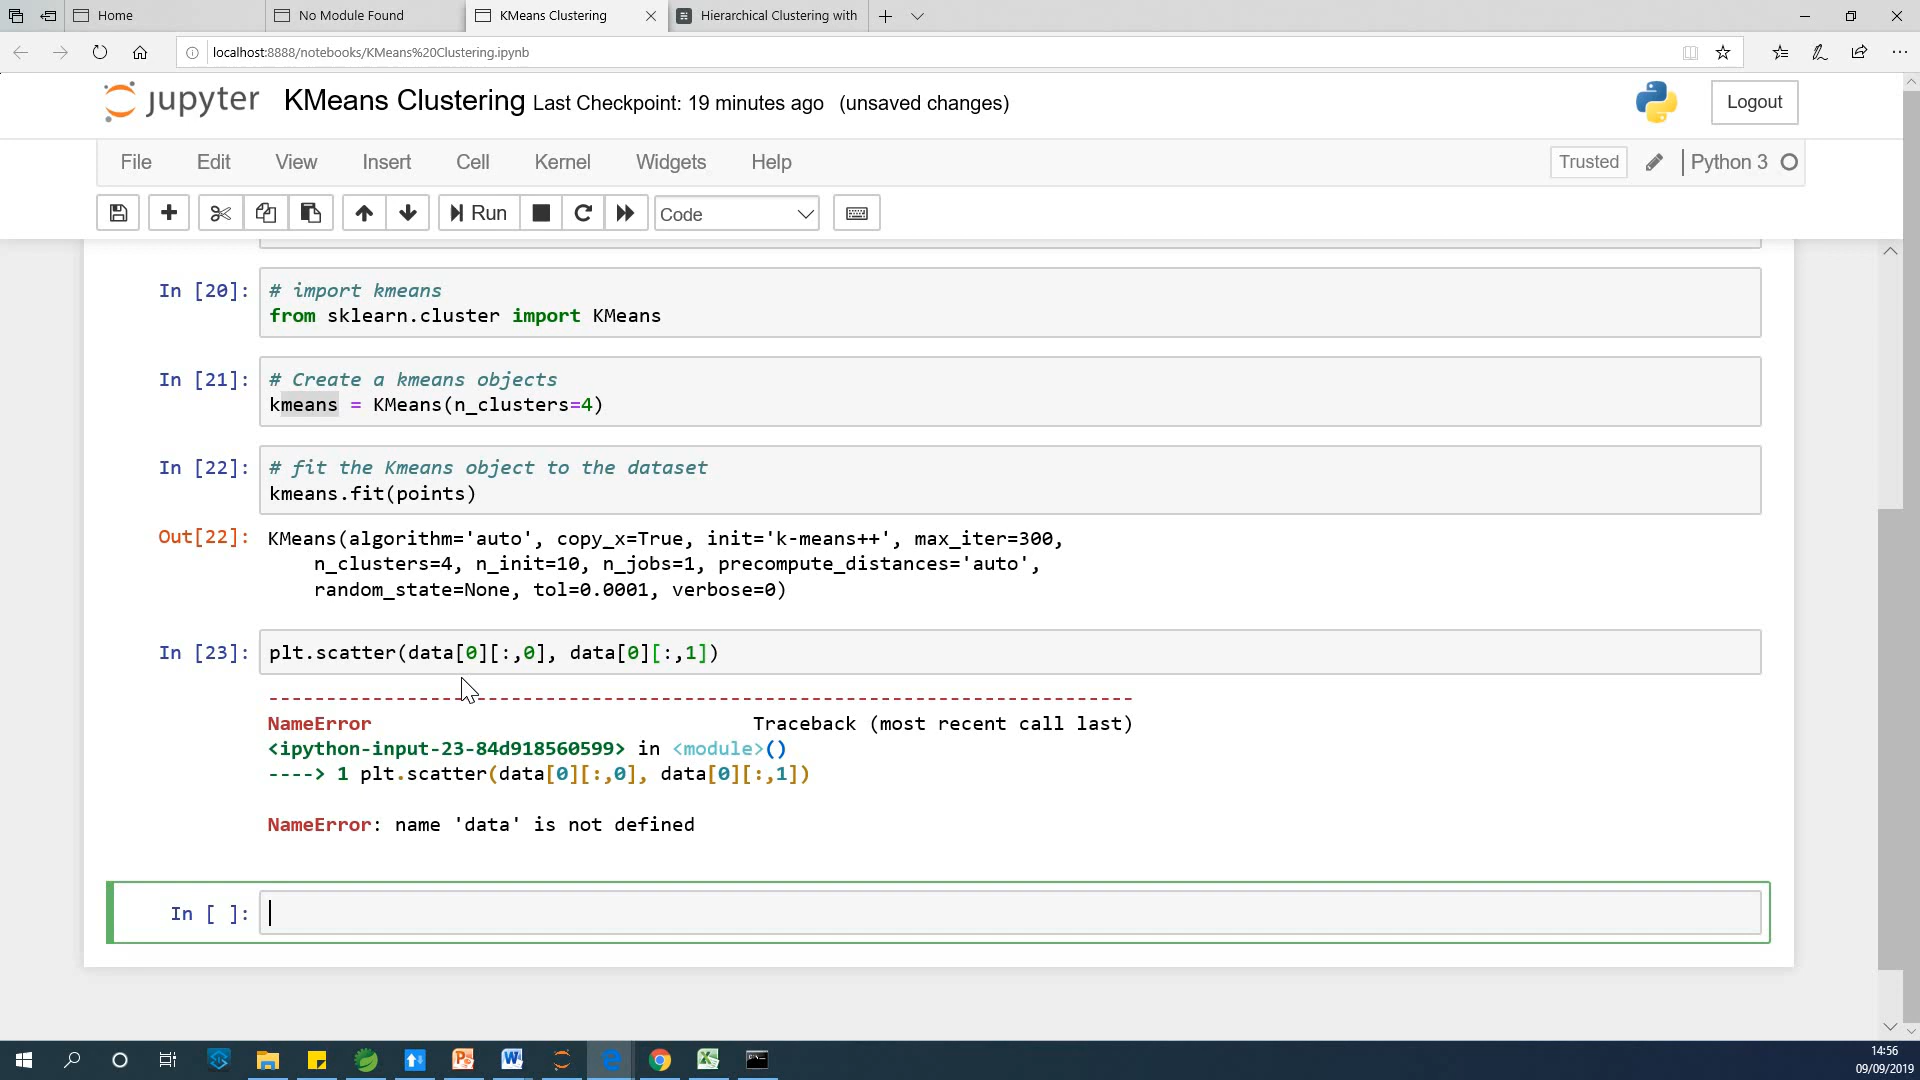 Home
No Module Found
KMeans Clustering
Hierarchical Clustering with
localhost:8888/notebooks/KMeans%20Clustering.ipynb
jupyter KMeans Clustering Last Checkpoint: 19 minutes ago (unsaved changes)
Logout
File Edit View Insert Cell Kernel Widgets Help
Trusted
Python 3
Run
Code
In [20]: # import kmeans
from sklearn.cluster import KMeans
In [21]: # Create a kmeans objects
kmeans = KMeans(n_clusters=4)
In [22]: # fit the Kmeans object to the dataset
kmeans.fit(points)
Out[22]: KMeans(algorithm='auto', copy_x=True, init='k-means++', max_iter=300,
n_clusters=4, n_init=10, n_jobs=1, precompute_distances='auto',
random_state=None, tol=0.0001, verbose=0)
In [23]: plt.scatter(data[0][:,0], data[0][:,1])
---------------------------------------------------------------------------
NameError Traceback (most recent call last)
<ipython-input-23-84d918560599> in <module>()
----> 1 plt.scatter(data[0][:,0], data[0][:,1])
NameError: name 'data' is not defined
In [ ]:
14:56
09/09/2019